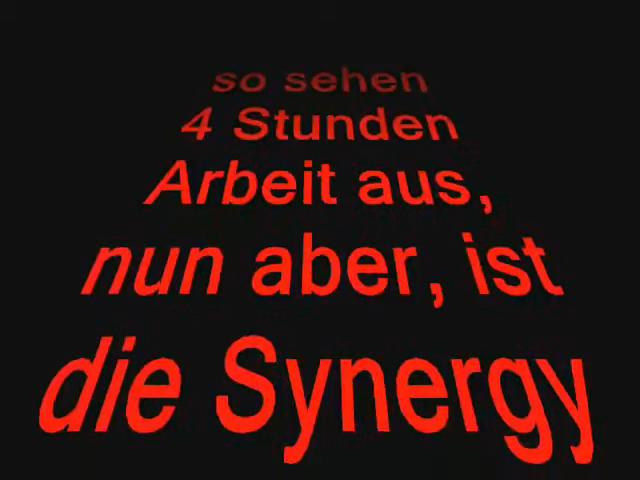 so sehen
4 Stunden
Arbeit aus,
nun aber, ist
die Synergy